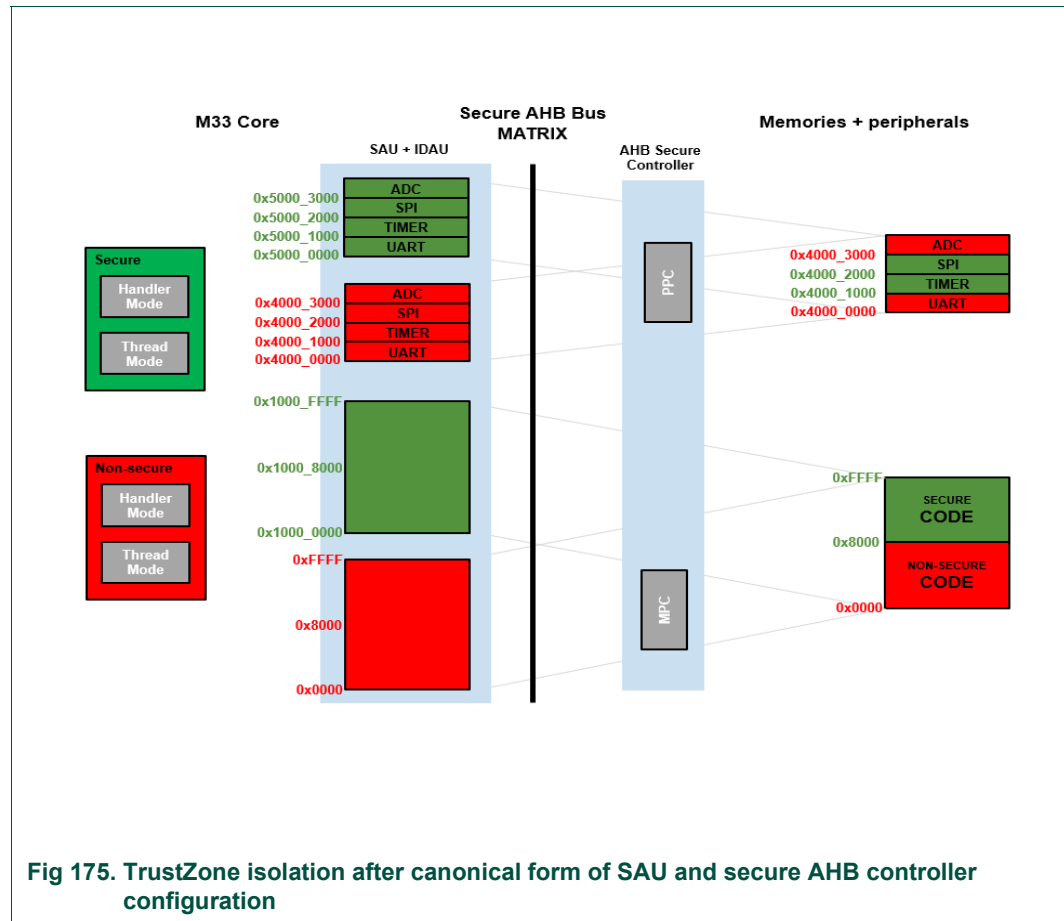 M33 Core
Secure AHB Bus
MATRIX
Memories + peripherals
SAU + IDAU
AHB Secure
Controller
ADC
0x5000_3000
SPI
0x5000_2000
TIMER
0x5000_1000
UART
0x5000_0000
Secure
Handler
Mode
Thread
Mode
ADC
0x4000_3000
SPI
0x4000_2000
TIMER
0x4000_1000
UART
0x4000_0000
PPC
ADC
0x4000_3000
SPI
0x4000_2000
TIMER
0x4000_1000
UART
0x4000_0000
0x1000_FFFF
0x1000_8000
0x1000_0000
Non-secure
Handler
Mode
Thread
Mode
0xFFFF
0x8000
0x0000
MPC
0xFFFF
SECURE
CODE
0x8000
NON-SECURE
CODE
0x0000
Fig 175. TrustZone isolation after canonical form of SAU and secure AHB controller
configuration